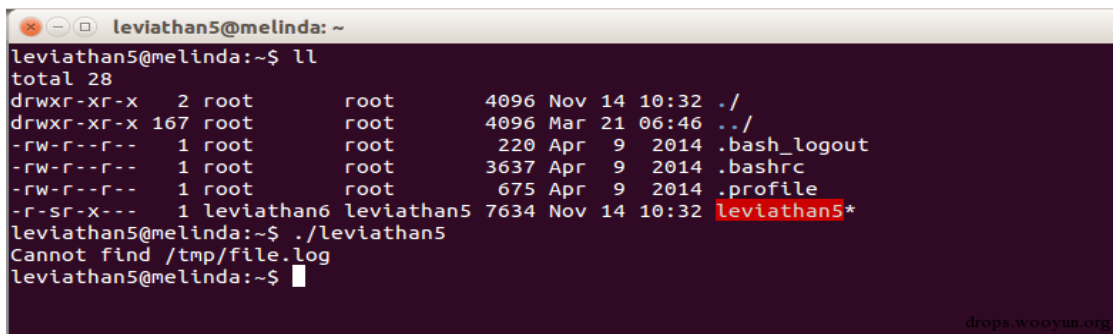 leviathan5@melinda: ~
leviathan5@melinda:~$ ll
total 28
drwxr-xr-x   2 root       root       4096 Nov 14 10:32 ./
drwxr-xr-x 167 root       root       4096 Mar 21 06:46 ../
-rw-r--r--   1 root       root        220 Apr  9  2014 .bash_logout
-rw-r--r--   1 root       root       3637 Apr  9  2014 .bashrc
-rw-r--r--   1 root       root        675 Apr  9  2014 .profile
-r-sr-x---   1 leviathan6 leviathan5 7634 Nov 14 10:32 leviathan5*
leviathan5@melinda:~$ ./leviathan5
Cannot find /tmp/file.log
leviathan5@melinda:~$
drops.wooyun.org